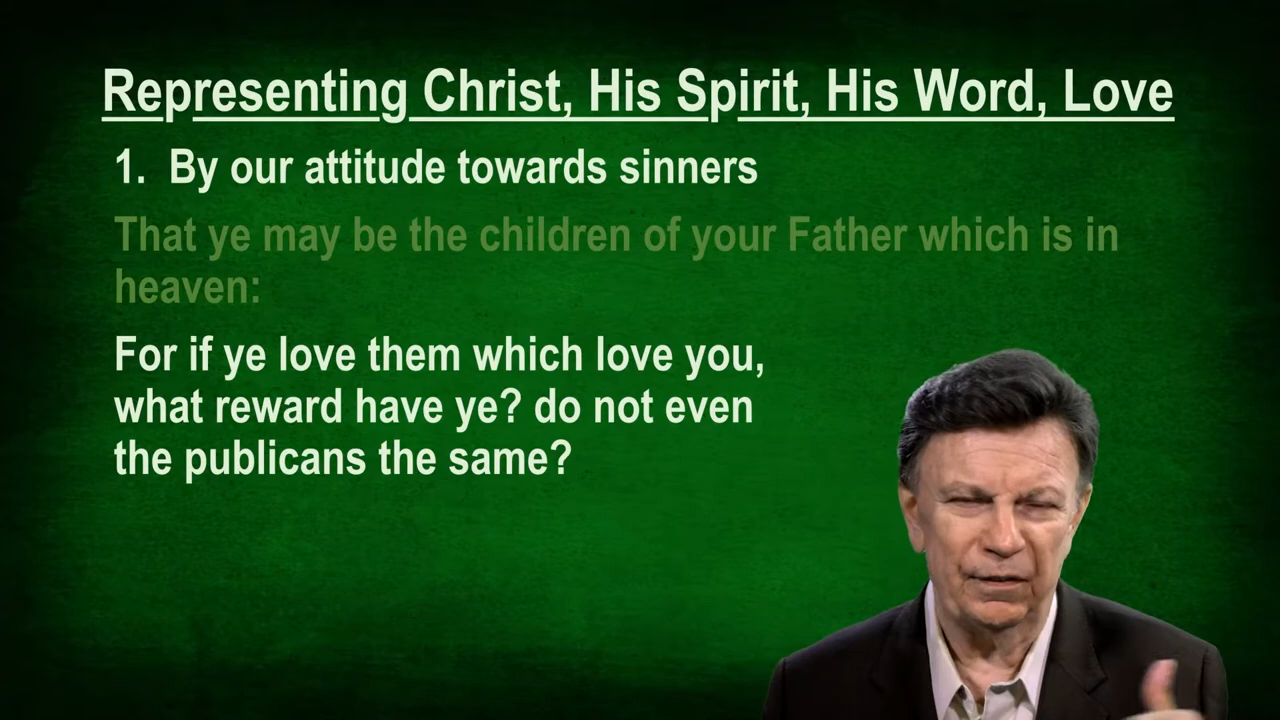 Representing Christ, His Spirit, His Word, Love
1. By our attitude towards sinners
That ye may be the children of your Father which is in
heaven:
For if ye love them which love you,
what reward have ye? do not even
the publicans the same?